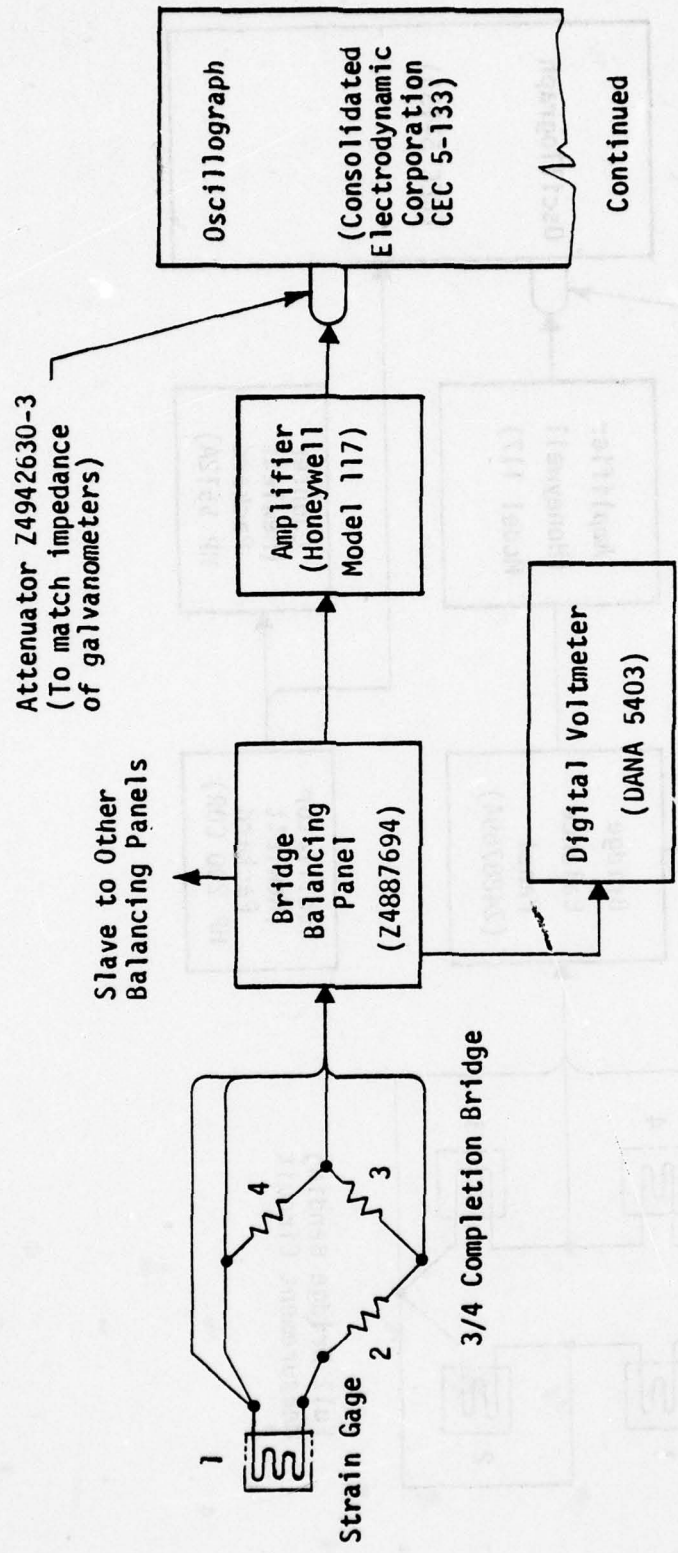 Attenuator Z4942630-3
(To match impedance
of galvanometers)
Slave to Other
Balancing Panels
1
Strain Gage
2
3
4
3/4 Completion Bridge
Bridge
Balancing
Panel
(Z4887694)
Amplifier
(Honeywell
Model 117)
Digital Voltmeter
(DANA 5403)
Oscillograph
(Consolidated
Electrodynamic
Corporation
CEC 5-133)
Continued